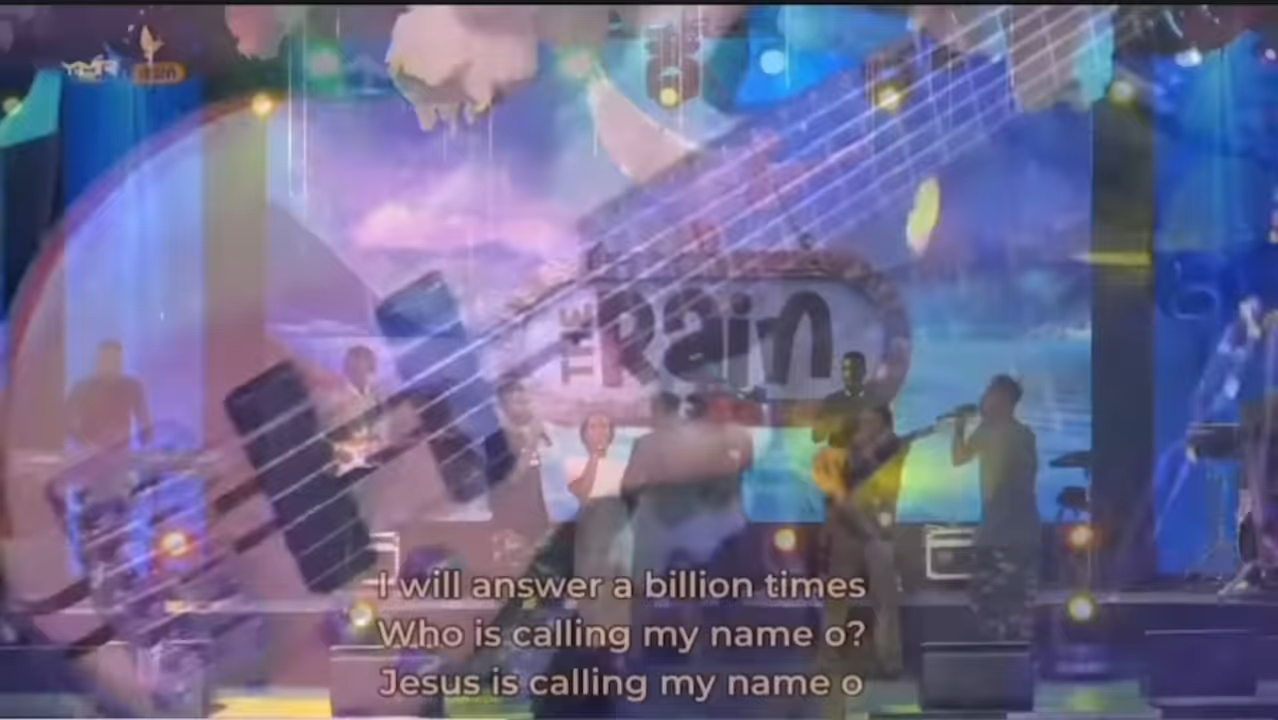 THE Rain
I will answer a billion times
Who is calling my name o?
Jesus is calling my name o